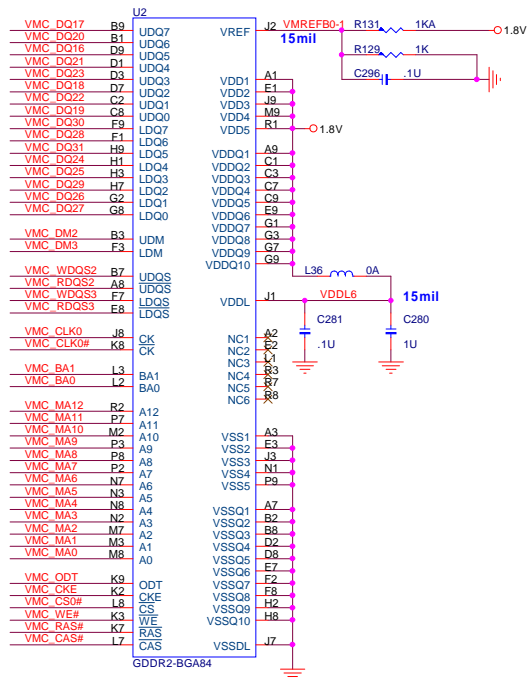 U2
VMC_DQ17 B9 UDQ7 VREF J2 VMREFB0-1 R131 1KA 1.8V
VMC_DQ20 B1 UDQ6 15mil
VMC_DQ16 D9 UDQ5 R129 1K
VMC_DQ21 D1 UDQ4
VMC_DQ23 D3 UDQ3 VDD1 A1 C296 .1U
VMC_DQ18 D7 UDQ2 VDD2 E1
VMC_DQ22 C2 UDQ1 VDD3 J9
VMC_DQ19 C8 UDQ0 VDD4 M9
VMC_DQ30 F9 LDQ7 VDD5 R1 1.8V
VMC_DQ28 F1 LDQ6
VMC_DQ31 H9 LDQ5 VDDQ1 A9
VMC_DQ24 H1 LDQ4 VDDQ2 C1
VMC_DQ25 H3 LDQ3 VDDQ3 C3
VMC_DQ29 H7 LDQ2 VDDQ4 C7
VMC_DQ26 G2 LDQ1 VDDQ5 C9
VMC_DQ27 G8 LDQ0 VDDQ6 E9
VDDQ7 G1
VMC_DM2 B3 UDM VDDQ8 G3
VMC_DM3 F3 LDM VDDQ9 G7
VDDQ10 G9
VMC_WDQS2 B7 UDQS L36 0A
VMC_RDQS2 A8 UDQS
VMC_WDQS3 F7 LDQS VDDL J1 VDDL6 15mil
VMC_RDQS3 E8 LDQS
C281 C280
VMC_CLK0 J8 CK NC1 A2 .1U 1U
VMC_CLK0# K8 CK NC2 E2
NC3 L1
VMC_BA1 L3 BA1 NC4 R3
VMC_BA0 L2 BA0 NC5 R7
NC6 R8
VMC_MA12 R2 A12
VMC_MA11 P7 A11
VMC_MA10 M2 A10 VSS1 A3
VMC_MA9 P3 A9 VSS2 E3
VMC_MA8 P8 A8 VSS3 J3
VMC_MA7 P2 A7 VSS4 N1
VMC_MA6 N7 A6 VSS5 P9
VMC_MA5 N3 A5
VMC_MA4 N8 A4 VSSQ1 A7
VMC_MA3 N2 A3 VSSQ2 B2
VMC_MA2 M7 A2 VSSQ3 B8
VMC_MA1 M3 A1 VSSQ4 D2
VMC_MA0 M8 A0 VSSQ5 D8
VSSQ6 E7
VMC_ODT K9 ODT VSSQ7 F2
VMC_CKE K2 CKE VSSQ8 F8
VMC_CS0# L8 CS VSSQ9 H2
VMC_WE# K3 WE VSSQ10 H8
VMC_RAS# K7 RAS
VMC_CAS# L7 CAS VSSDL J7
GDDR2-BGA84